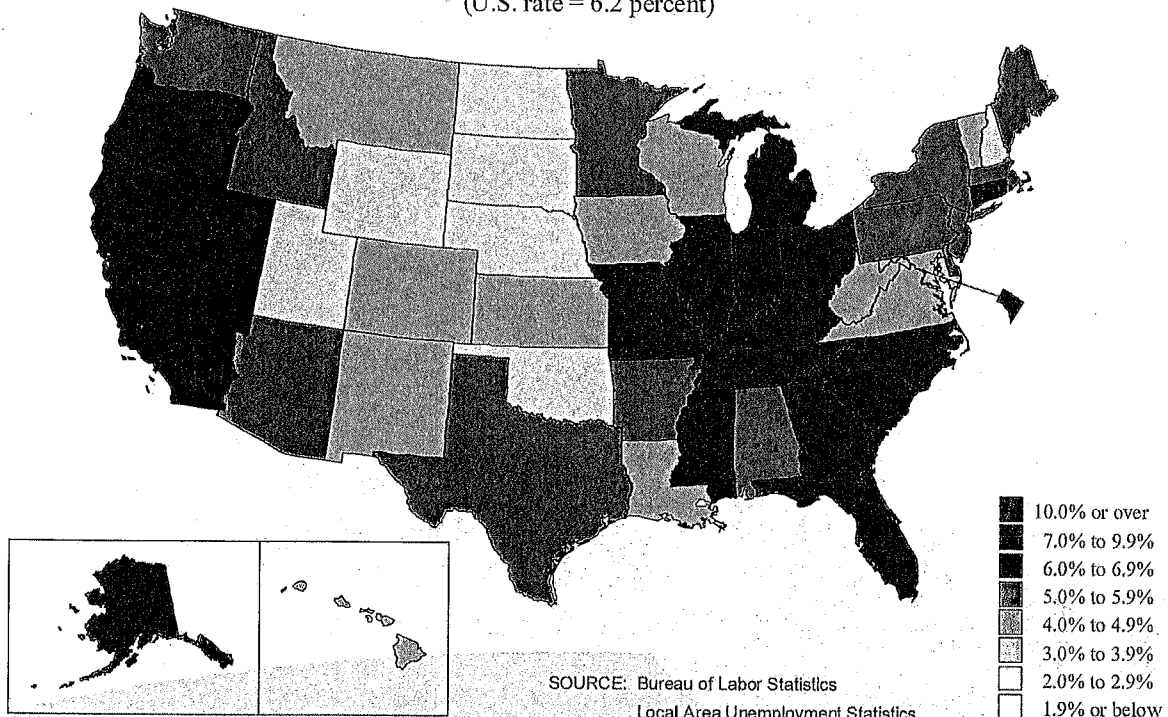 (U.S. rate = 6.2 percent)
10.0% or over
7.0% to 9.9%
6.0% to 6.9%
5.0% to 5.9%
4.0% to 4.9%
3.0% to 3.9%
2.0% to 2.9%
1.9% or below
SOURCE: Bureau of Labor Statistics
Local Area Unemployment Statistics